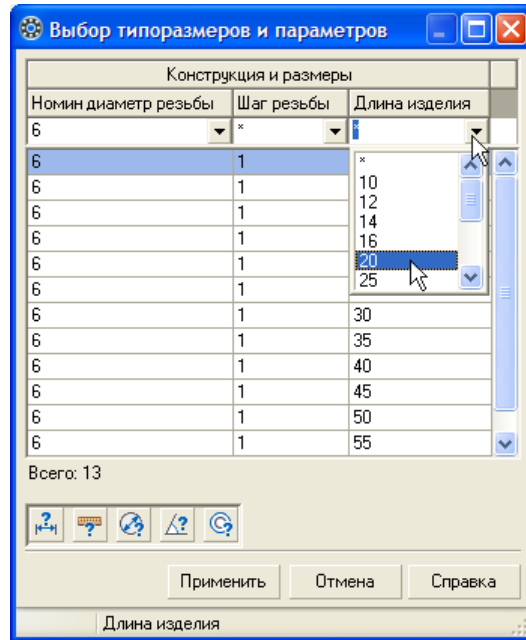 Выбор типоразмеров и параметров
Конструкция и размеры
Номин диаметр резьбы Шаг резьбы Длина изделия
6 * *
6 1 *
6 1 10
6 1 12
6 1 14
6 1 16
6 1 20
6 1 25
6 1 30
6 1 35
6 1 40
6 1 45
6 1 50
6 1 55
Всего: 13
Применить Отмена Справка
Длина изделия